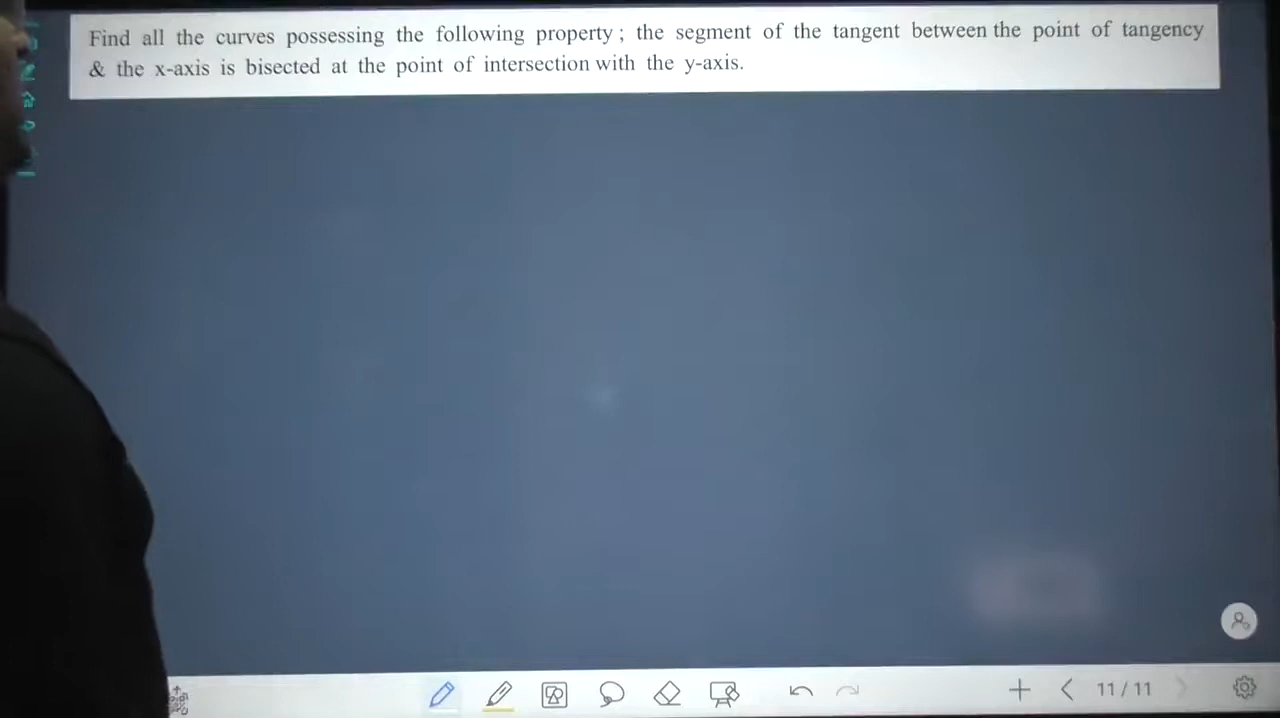 Find all the curves possessing the following property ; the segment of the tangent between the point of tangency
& the x-axis is bisected at the point of intersection with the y-axis.
11 / 11